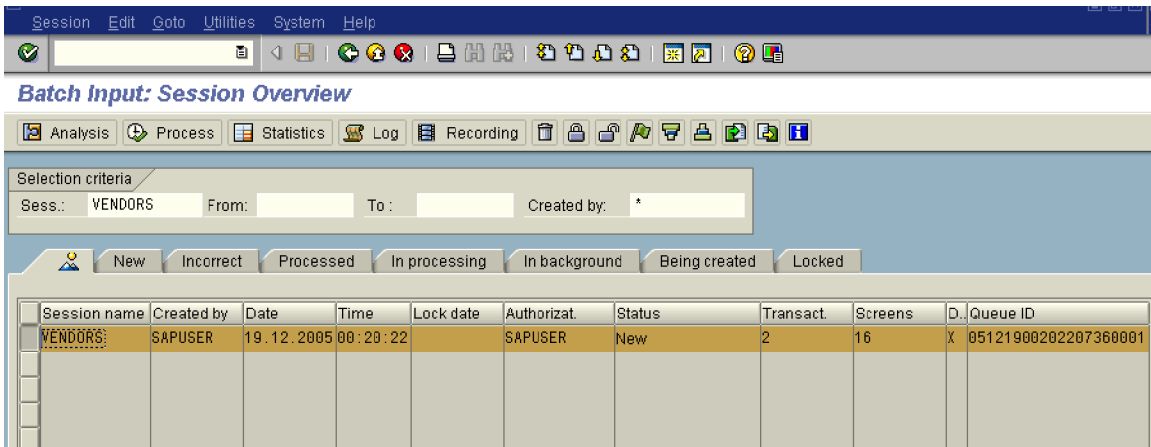 Session Edit Goto Utilities System Help
Batch Input: Session Overview
Analysis Process Statistics Log Recording
Selection criteria
Sess.: VENDORS From: To : Created by: *
New Incorrect Processed In processing In background Being created Locked
Session name Created by Date Time Lock date Authorizat. Status Transact. Screens D.. Queue ID
VENDORS SAPUSER 19.12.2005 00:20:22 SAPUSER New 2 16 X 05121900202207360001